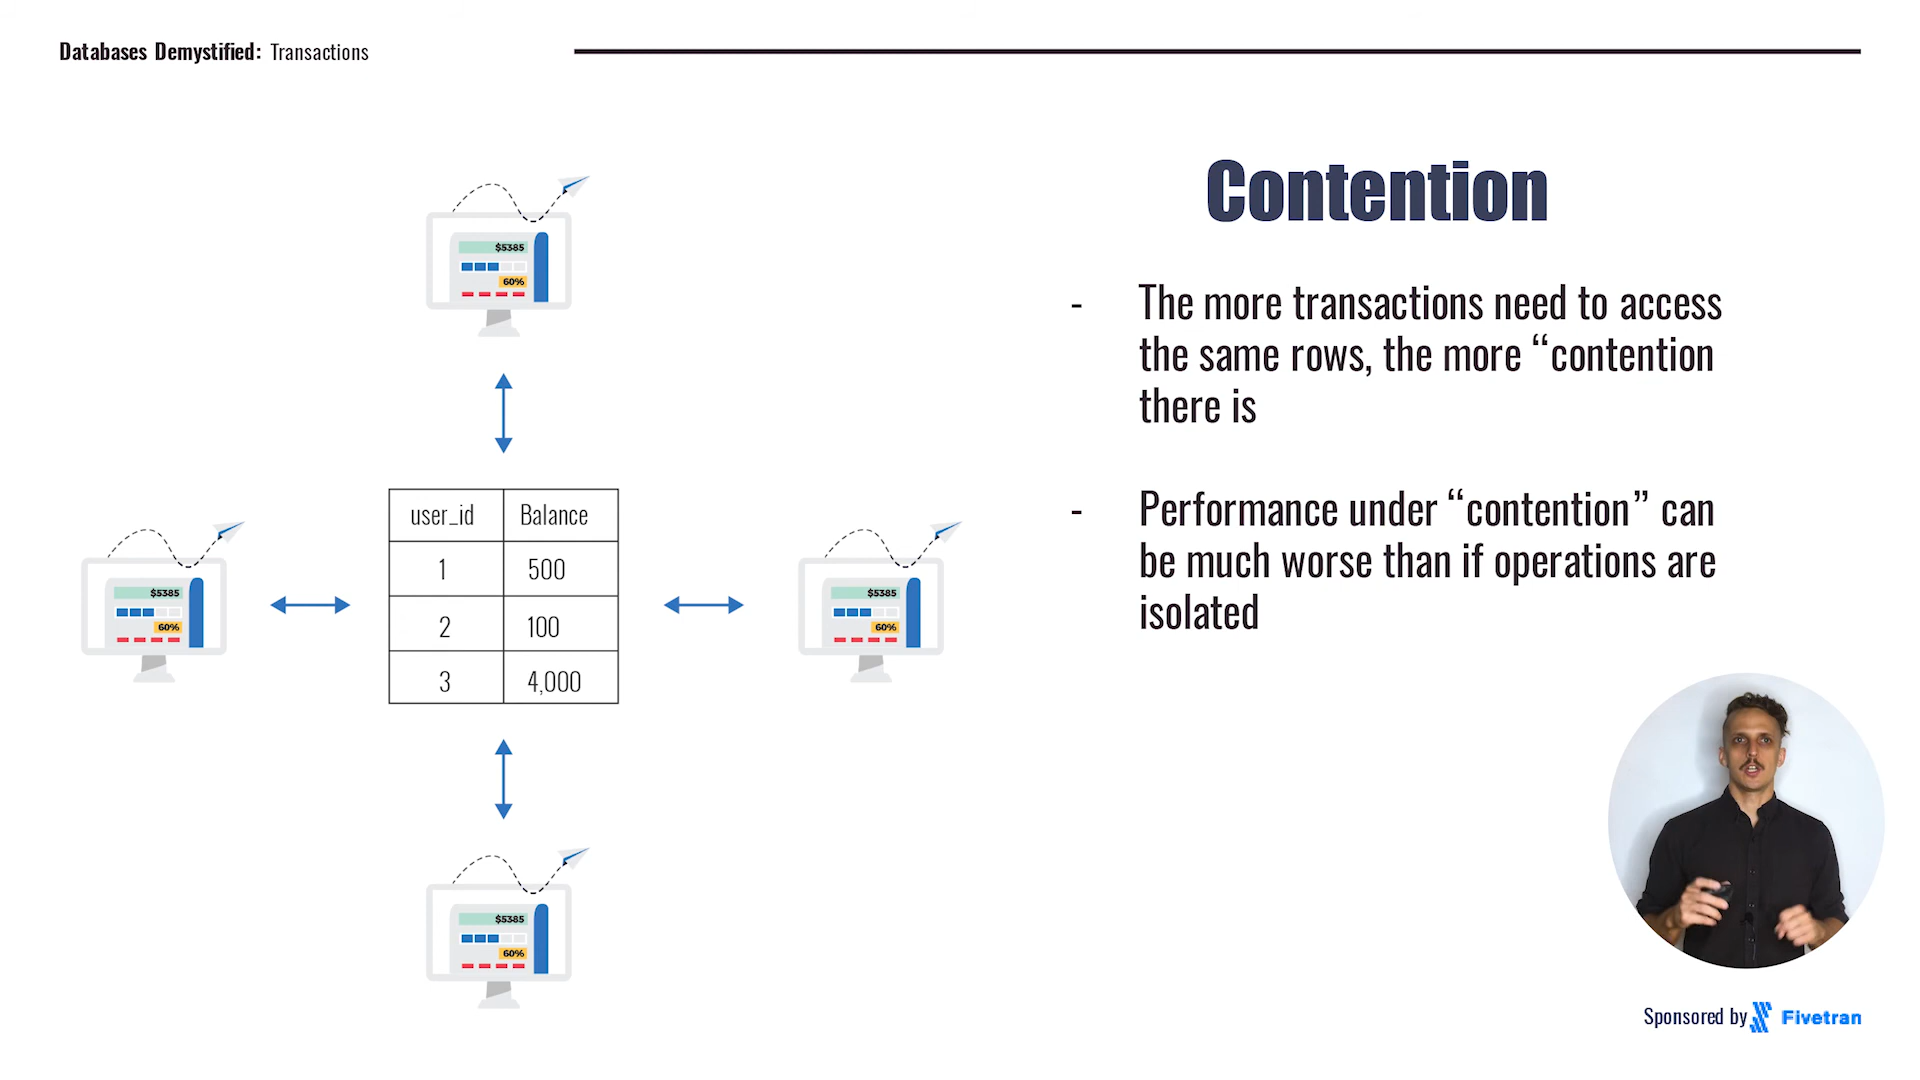 Databases Demystified: Transactions
Contention
- The more transactions need to access
the same rows, the more “contention
there is
- Performance under “contention” can
be much worse than if operations are
isolated
$5385
60%
user_id Balance
1 500
2 100
3 4,000
$5385
60%
$5385
60%
$5385
60%
Sponsored by Fivetran